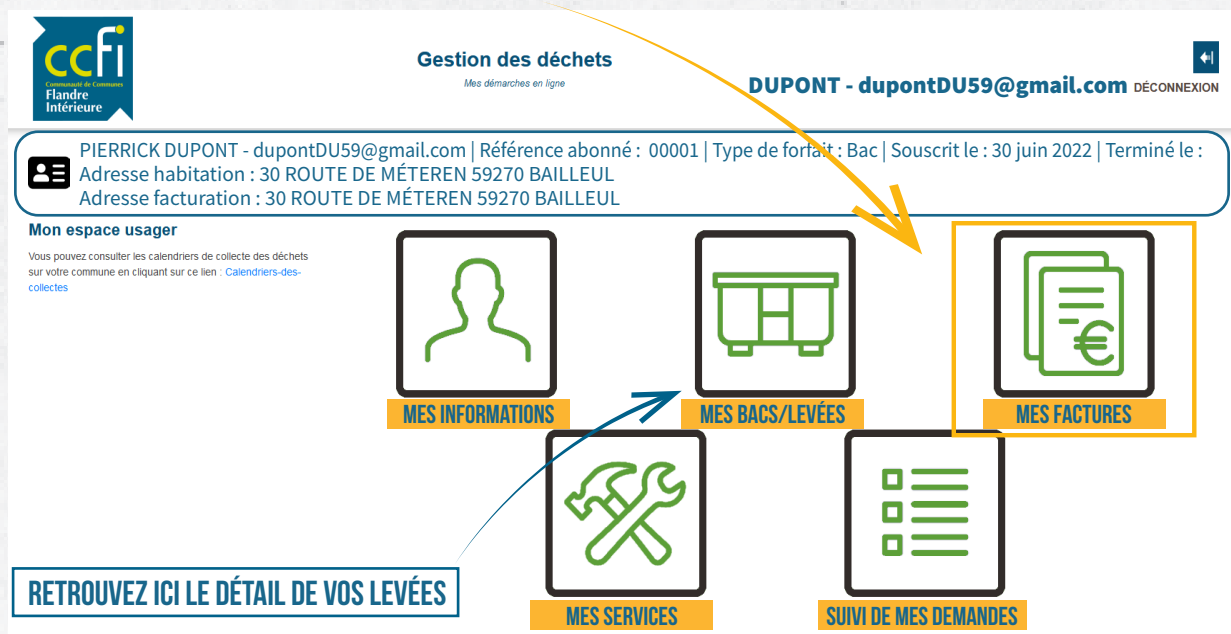 ccfi
Communauté de Communes
Flandre
Intérieure
Gestion des déchets
Mes démarches en ligne
DUPONT - dupontDU59@gmail.com DÉCONNEXION
PIERRICK DUPONT - dupontDU59@gmail.com | Référence abonné : 00001 | Type de forfait : Bac | Souscrit le : 30 juin 2022 | Terminé le :
Adresse habitation : 30 ROUTE DE MÉTEREN 59270 BAILLEUL
Adresse facturation : 30 ROUTE DE MÉTEREN 59270 BAILLEUL
Mon espace usager
Vous pouvez consulter les calendriers de collecte des déchets
sur votre commune en cliquant sur ce lien : Calendriers-des-
collectes
MES INFORMATIONS
MES BACS/LEVÉES
MES FACTURES
RETROUVEZ ICI LE DÉTAIL DE VOS LEVÉES
MES SERVICES
SUIVI DE MES DEMANDES